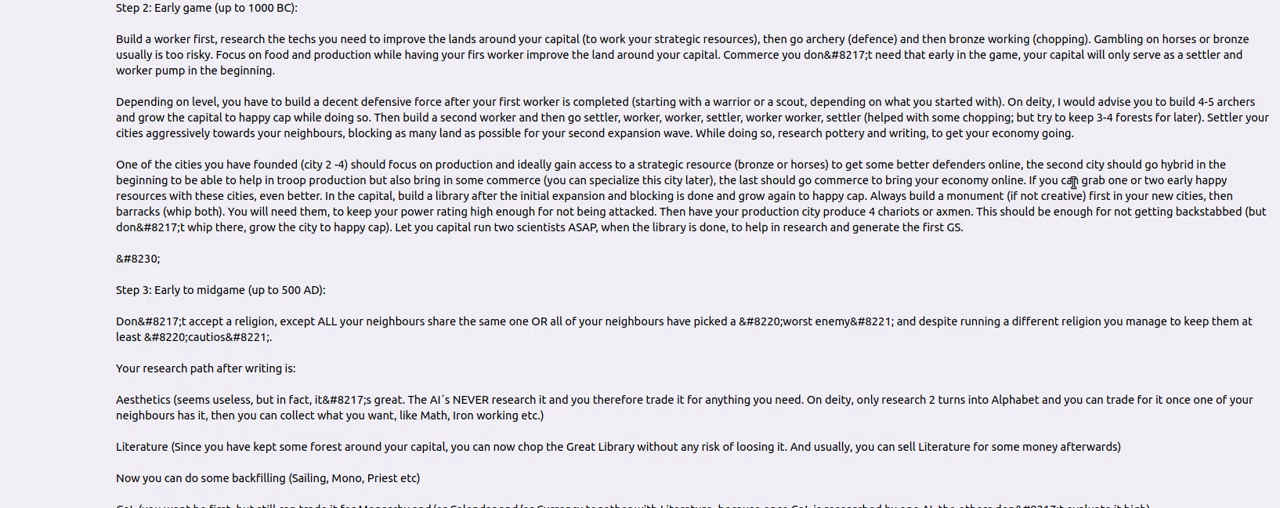 Step 2: Early game (up to 1000 BC):
Build a worker first, research the techs you need to improve the lands around your capital (to work your strategic resources), then go archery (defence) and then bronze working (chopping). Gambling on horses or bronze
usually is too risky. Focus on food and production while having your firs worker improve the land around your capital. Commerce you don&#8217;t need that early in the game, your capital will only serve as a settler and
worker pump in the beginning.
Depending on level, you have to build a decent defensive force after your first worker is completed (starting with a warrior or a scout, depending on what you started with). On deity, I would advise you to build 4-5 archers
and grow the capital to happy cap while doing so. Then build a second worker and then go settler, worker, worker, settler, worker worker, settler (helped with some chopping; but try to keep 3-4 forests for later). Settler your
cities aggressively towards your neighbours, blocking as many land as possible for your second expansion wave. While doing so, research pottery and writing, to get your economy going.
One of the cities you have founded (city 2 -4) should focus on production and ideally gain access to a strategic resource (bronze or horses) to get some better defenders online, the second city should go hybrid in the
beginning to be able to help in troop production but also bring in some commerce (you can specialize this city later), the last should go commerce to bring your economy online. If you can grab one or two early happy
resources with these cities, even better. In the capital, build a library after the initial expansion and blocking is done and grow again to happy cap. Always build a monument (if not creative) first in your new cities, then
barracks (whip both). You will need them, to keep your power rating high enough for not being attacked. Then have your production city produce 4 chariots or axmen. This should be enough for not getting backstabbed (but
don&#8217;t whip there, grow the city to happy cap). Let you capital run two scientists ASAP, when the library is done, to help in research and generate the first GS.
&#8230;
Step 3: Early to midgame (up to 500 AD):
Don&#8217;t accept a religion, except ALL your neighbours share the same one OR all of your neighbours have picked a &#8220;worst enemy&#8221; and despite running a different religion you manage to keep them at
least &#8220;cautios&#8221;.
Your research path after writing is:
Aesthetics (seems useless, but in fact, it&#8217;s great. The AI´s NEVER research it and you therefore trade it for anything you need. On deity, only research 2 turns into Alphabet and you can trade for it once one of your
neighbours has it, then you can collect what you want, like Math, Iron working etc.)
Literature (Since you have kept some forest around your capital, you can now chop the Great Library without any risk of loosing it. And usually, you can sell Literature for some money afterwards)
Now you can do some backfilling (Sailing, Mono, Priest etc)